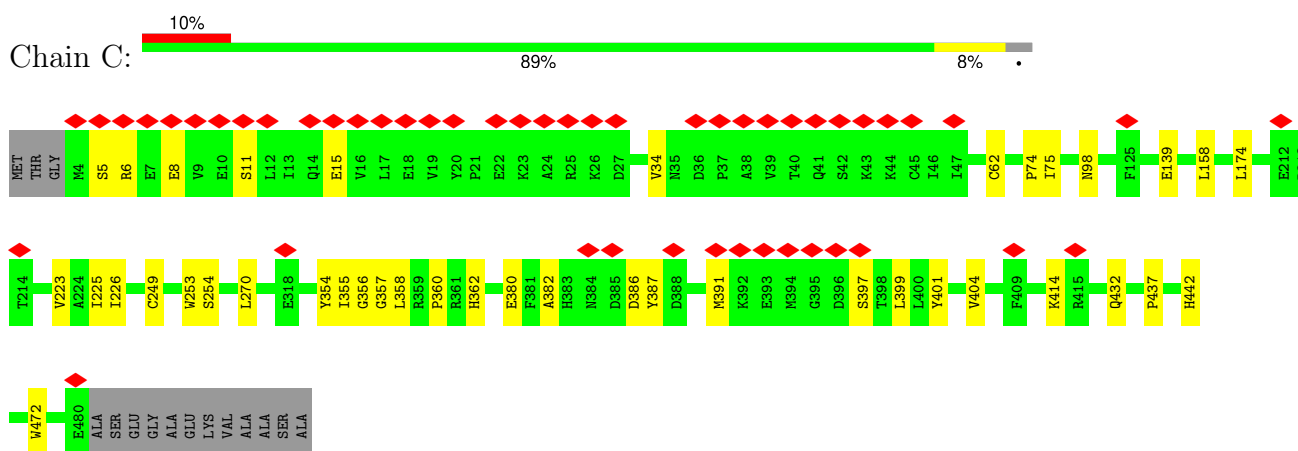 10%
Chain C:
89% 8% •
MET THR GLY M4 S5 R6 E7 E8 V9 E10 S11 L12 I13 Q14 E15 V16 L17 E18 V19 Y20 P21 E22 K23 A24 R25 K26 D27 V34 N35 D36 P37 A38 V39 T40 Q41 S42 K43 K44 C45 I46 I47 C62 P74 I75 N98 F125 E139 L158 L174 E212
T214 V223 A224 I225 I226 C249 W253 S254 L270 E318 Y354 I355 G356 G357 L358 R359 P360 R361 H362 E380 F381 A382 H383 N384 D385 D386 Y387 D388 M391 K392 E393 M394 G395 D396 S397 T398 L399 L400 Y401 V404 F409 K414 R415 Q432 P437 H442
W472 E480 ALA SER GLU GLY ALA GLU LYS VAL ALA ALA SER ALA